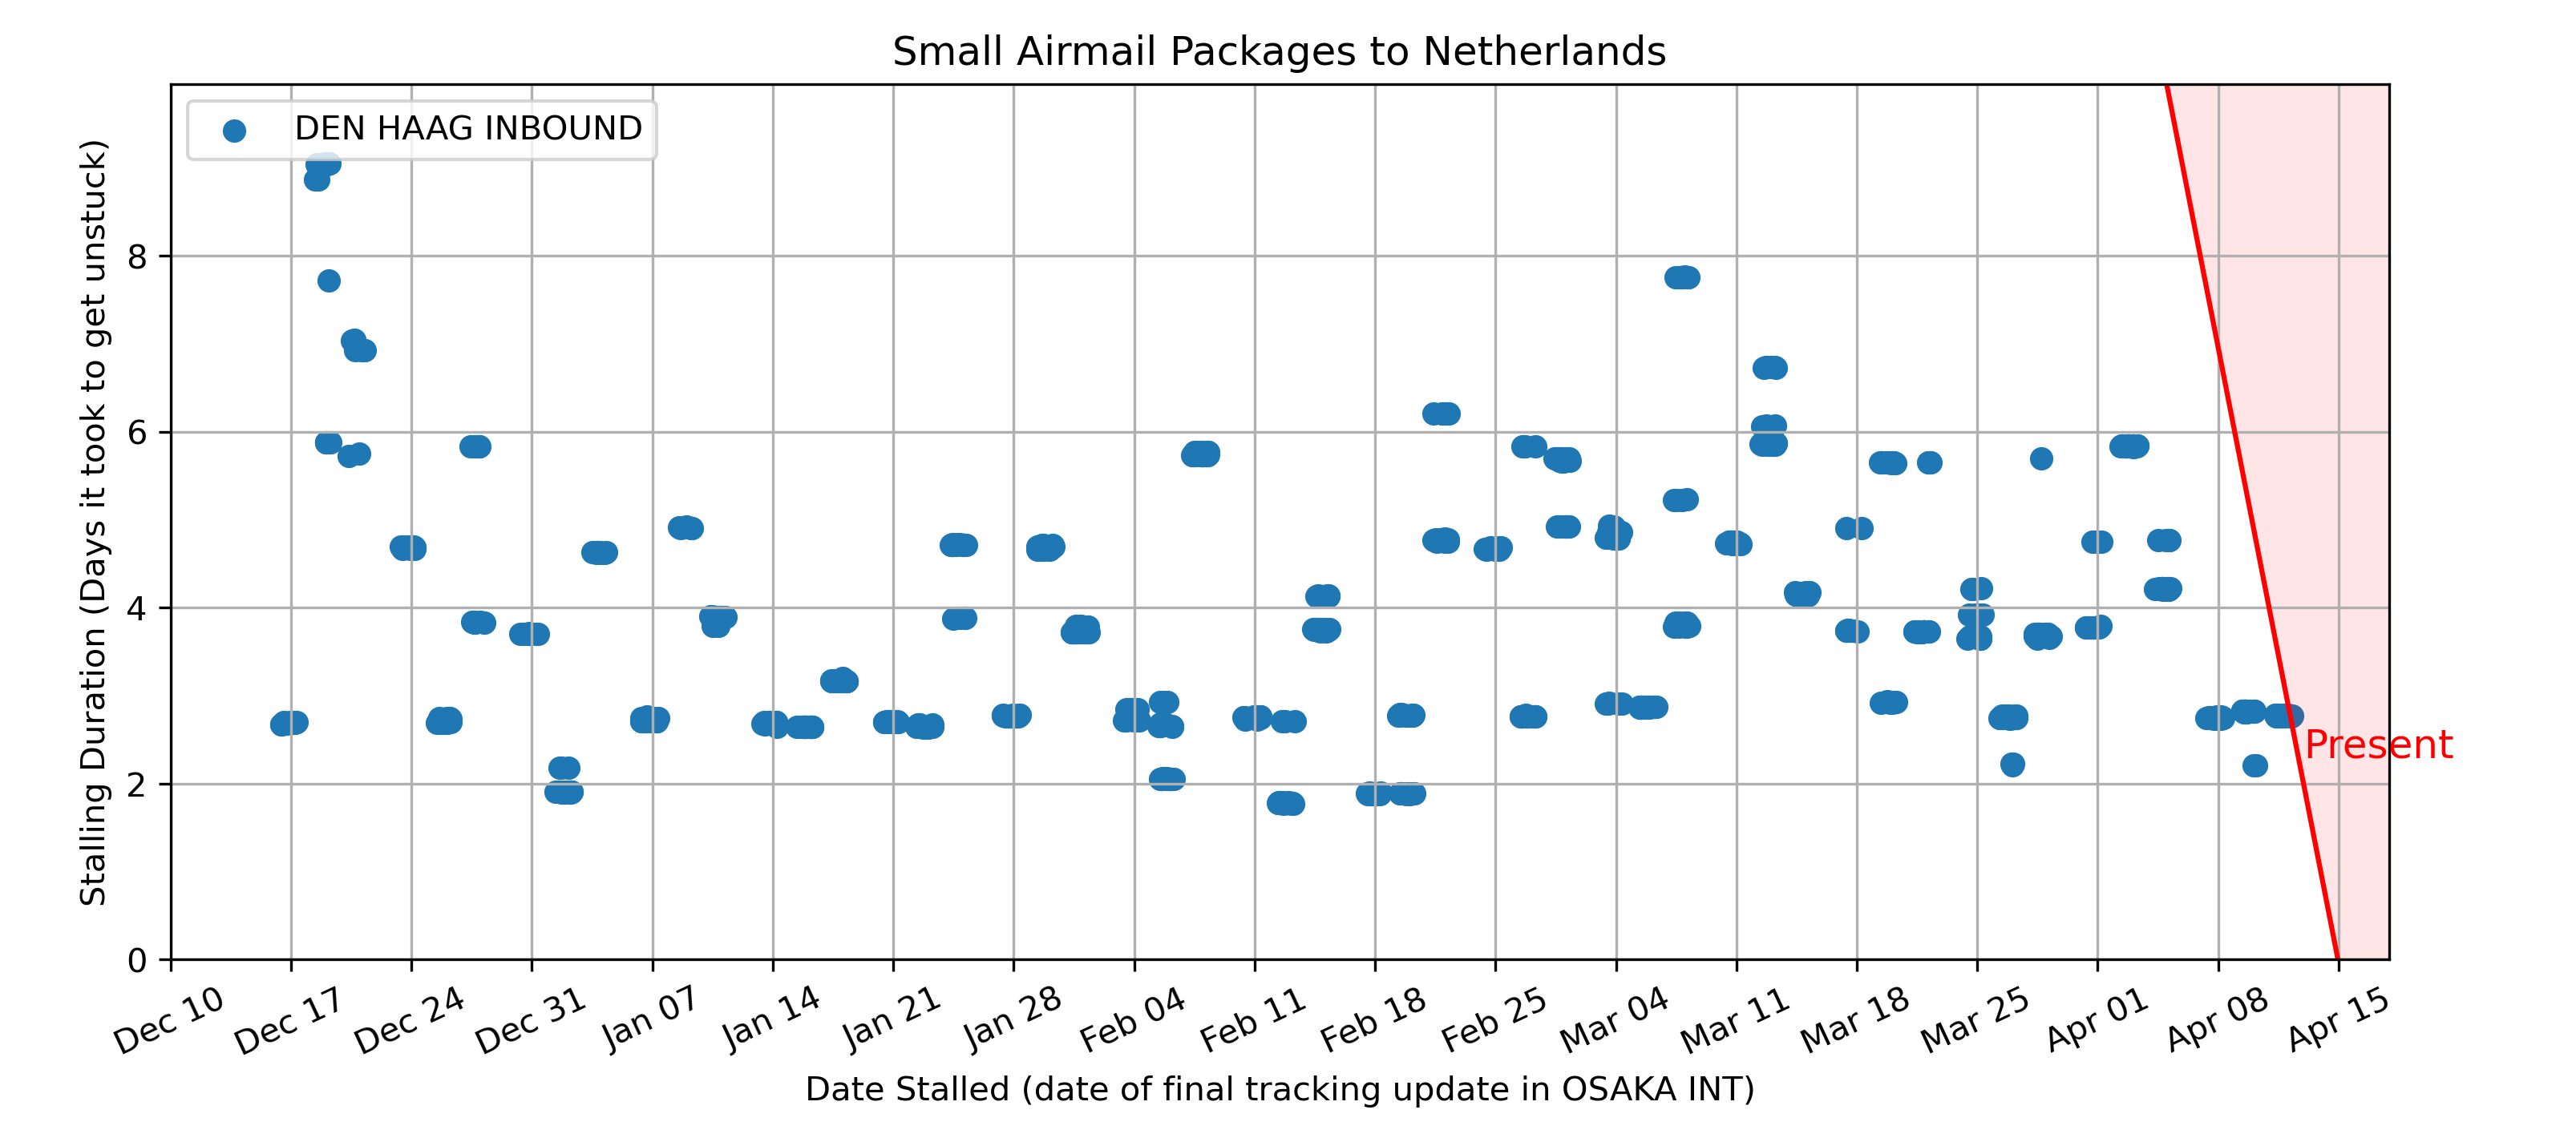 Small Airmail Packages to Netherlands
DEN HAAG INBOUND
Stalling Duration (Days it took to get unstuck)
8
6
4
2
0
Present
Dec 10
Dec 17
Dec 24
Dec 31
Jan 07
Jan 14
Jan 21
Jan 28
Feb 04
Feb 11
Feb 18
Feb 25
Mar 04
Mar 11
Mar 18
Mar 25
Apr 01
Apr 08
Apr 15
Date Stalled (date of final tracking update in OSAKA INT)